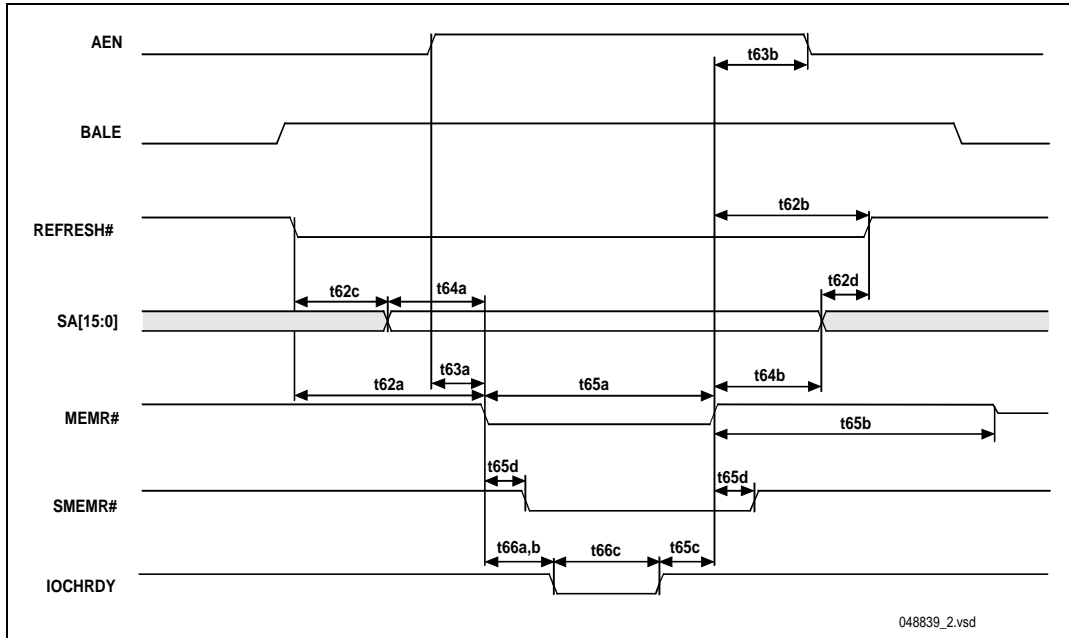 AEN
t63b
BALE
t62b
REFRESH#
t62c
t64a
t62d
SA[15:0]
t63a
t64b
t62a
t65a
MEMR#
t65b
t65d
t65d
SMEMR#
t66a,b
t66c
t65c
IOCHRDY
048839_2.vsd